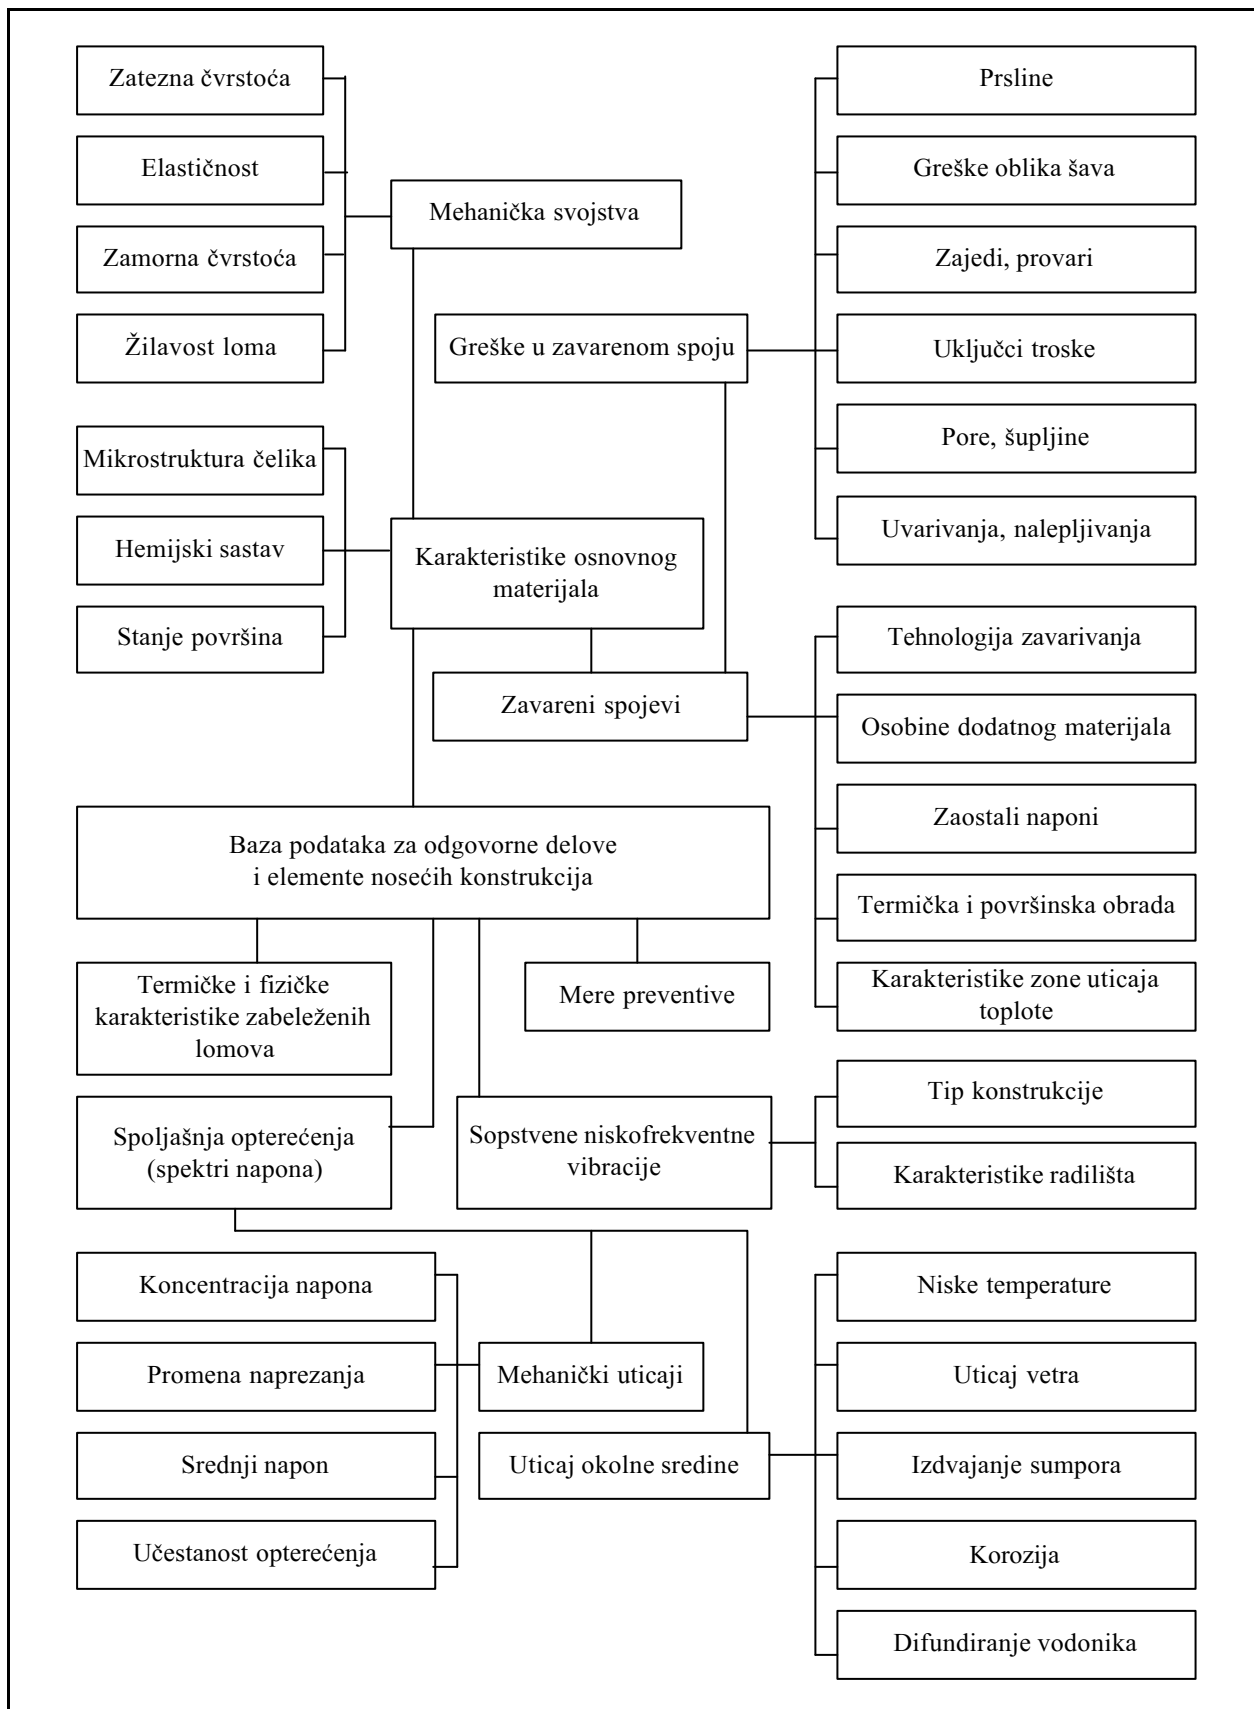 Zatezna čvrstoća
Elastičnost
Zamorna čvrstoća
Žilavost loma
Mehanička svojstva
Prsline
Greške oblika šava
Zajedi, provari
Uključci troske
Pore, šupljine
Uvarivanja, nalepljivanja
Greške u zavarenom spoju
Mikrostruktura čelika
Hemijski sastav
Stanje površina
Karakteristike osnovnog
materijala
Zavareni spojevi
Tehnologija zavarivanja
Osobine dodatnog materijala
Zaostali naponi
Termička i površinska obrada
Karakteristike zone uticaja
toplote
Baza podataka za odgovorne delove
i elemente nosećih konstrukcija
Termičke i fizičke
karakteristike zabeleženih
lomova
Mere preventive
Spoljašnja opterećenja
(spektri napona)
Sopstvene niskofrekventne
vibracije
Tip konstrukcije
Karakteristike radilišta
Koncentracija napona
Promena naprezanja
Srednji napon
Učestanost opterećenja
Mehanički uticaji
Uticaj okolne sredine
Niske temperature
Uticaj vetra
Izdvajanje sumpora
Korozija
Difundiranje vodonika